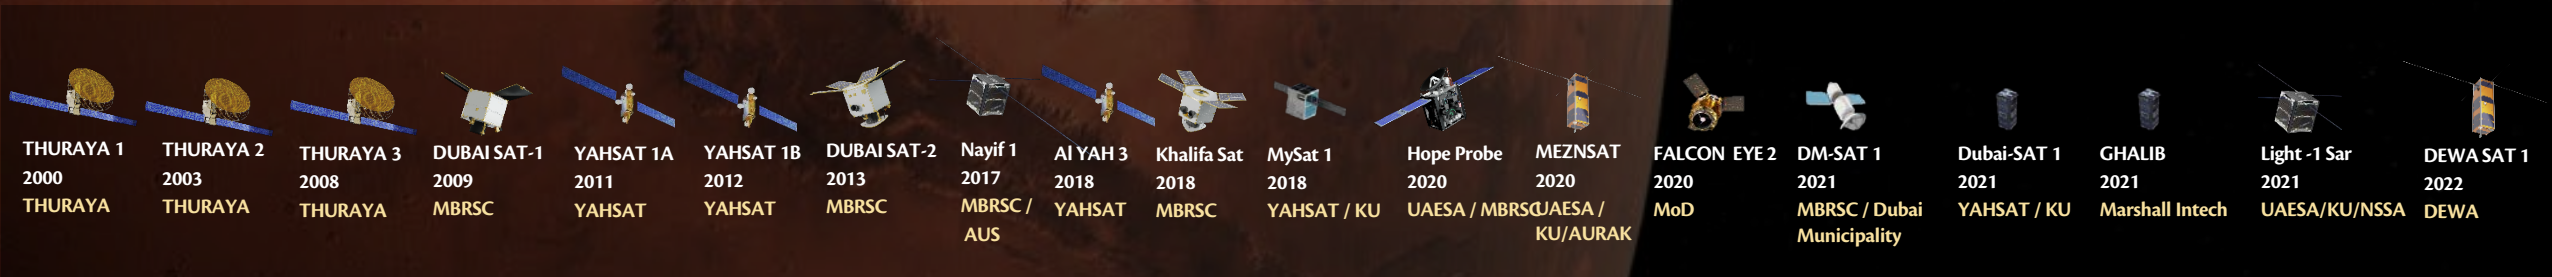 THURAYA 1
2000
THURAYA
THURAYA 2
2003
THURAYA
THURAYA 3
2008
THURAYA
DUBAI SAT-1
2009
MBRSC
YAHSAT 1A
2011
YAHSAT
YAHSAT 1B
2012
YAHSAT
DUBAI SAT-2
2013
MBRSC
Nayif 1
2017
MBRSC /
AUS
Al YAH 3
2018
YAHSAT
Khalifa Sat
2018
MBRSC
MySat 1
2018
YAHSAT / KU
Hope Probe
2020
UAESA / MBRSC
MEZNSAT
2020
UAESA /
KU/AURAK
FALCON EYE 2
2020
MoD
DM-SAT 1
2021
MBRSC / Dubai
Municipality
Dubai-SAT 1
2021
YAHSAT / KU
GHALIB
2021
Marshall Intech
Light -1 Sar
2021
UAESA/KU/NSSA
DEWA SAT 1
2022
DEWA